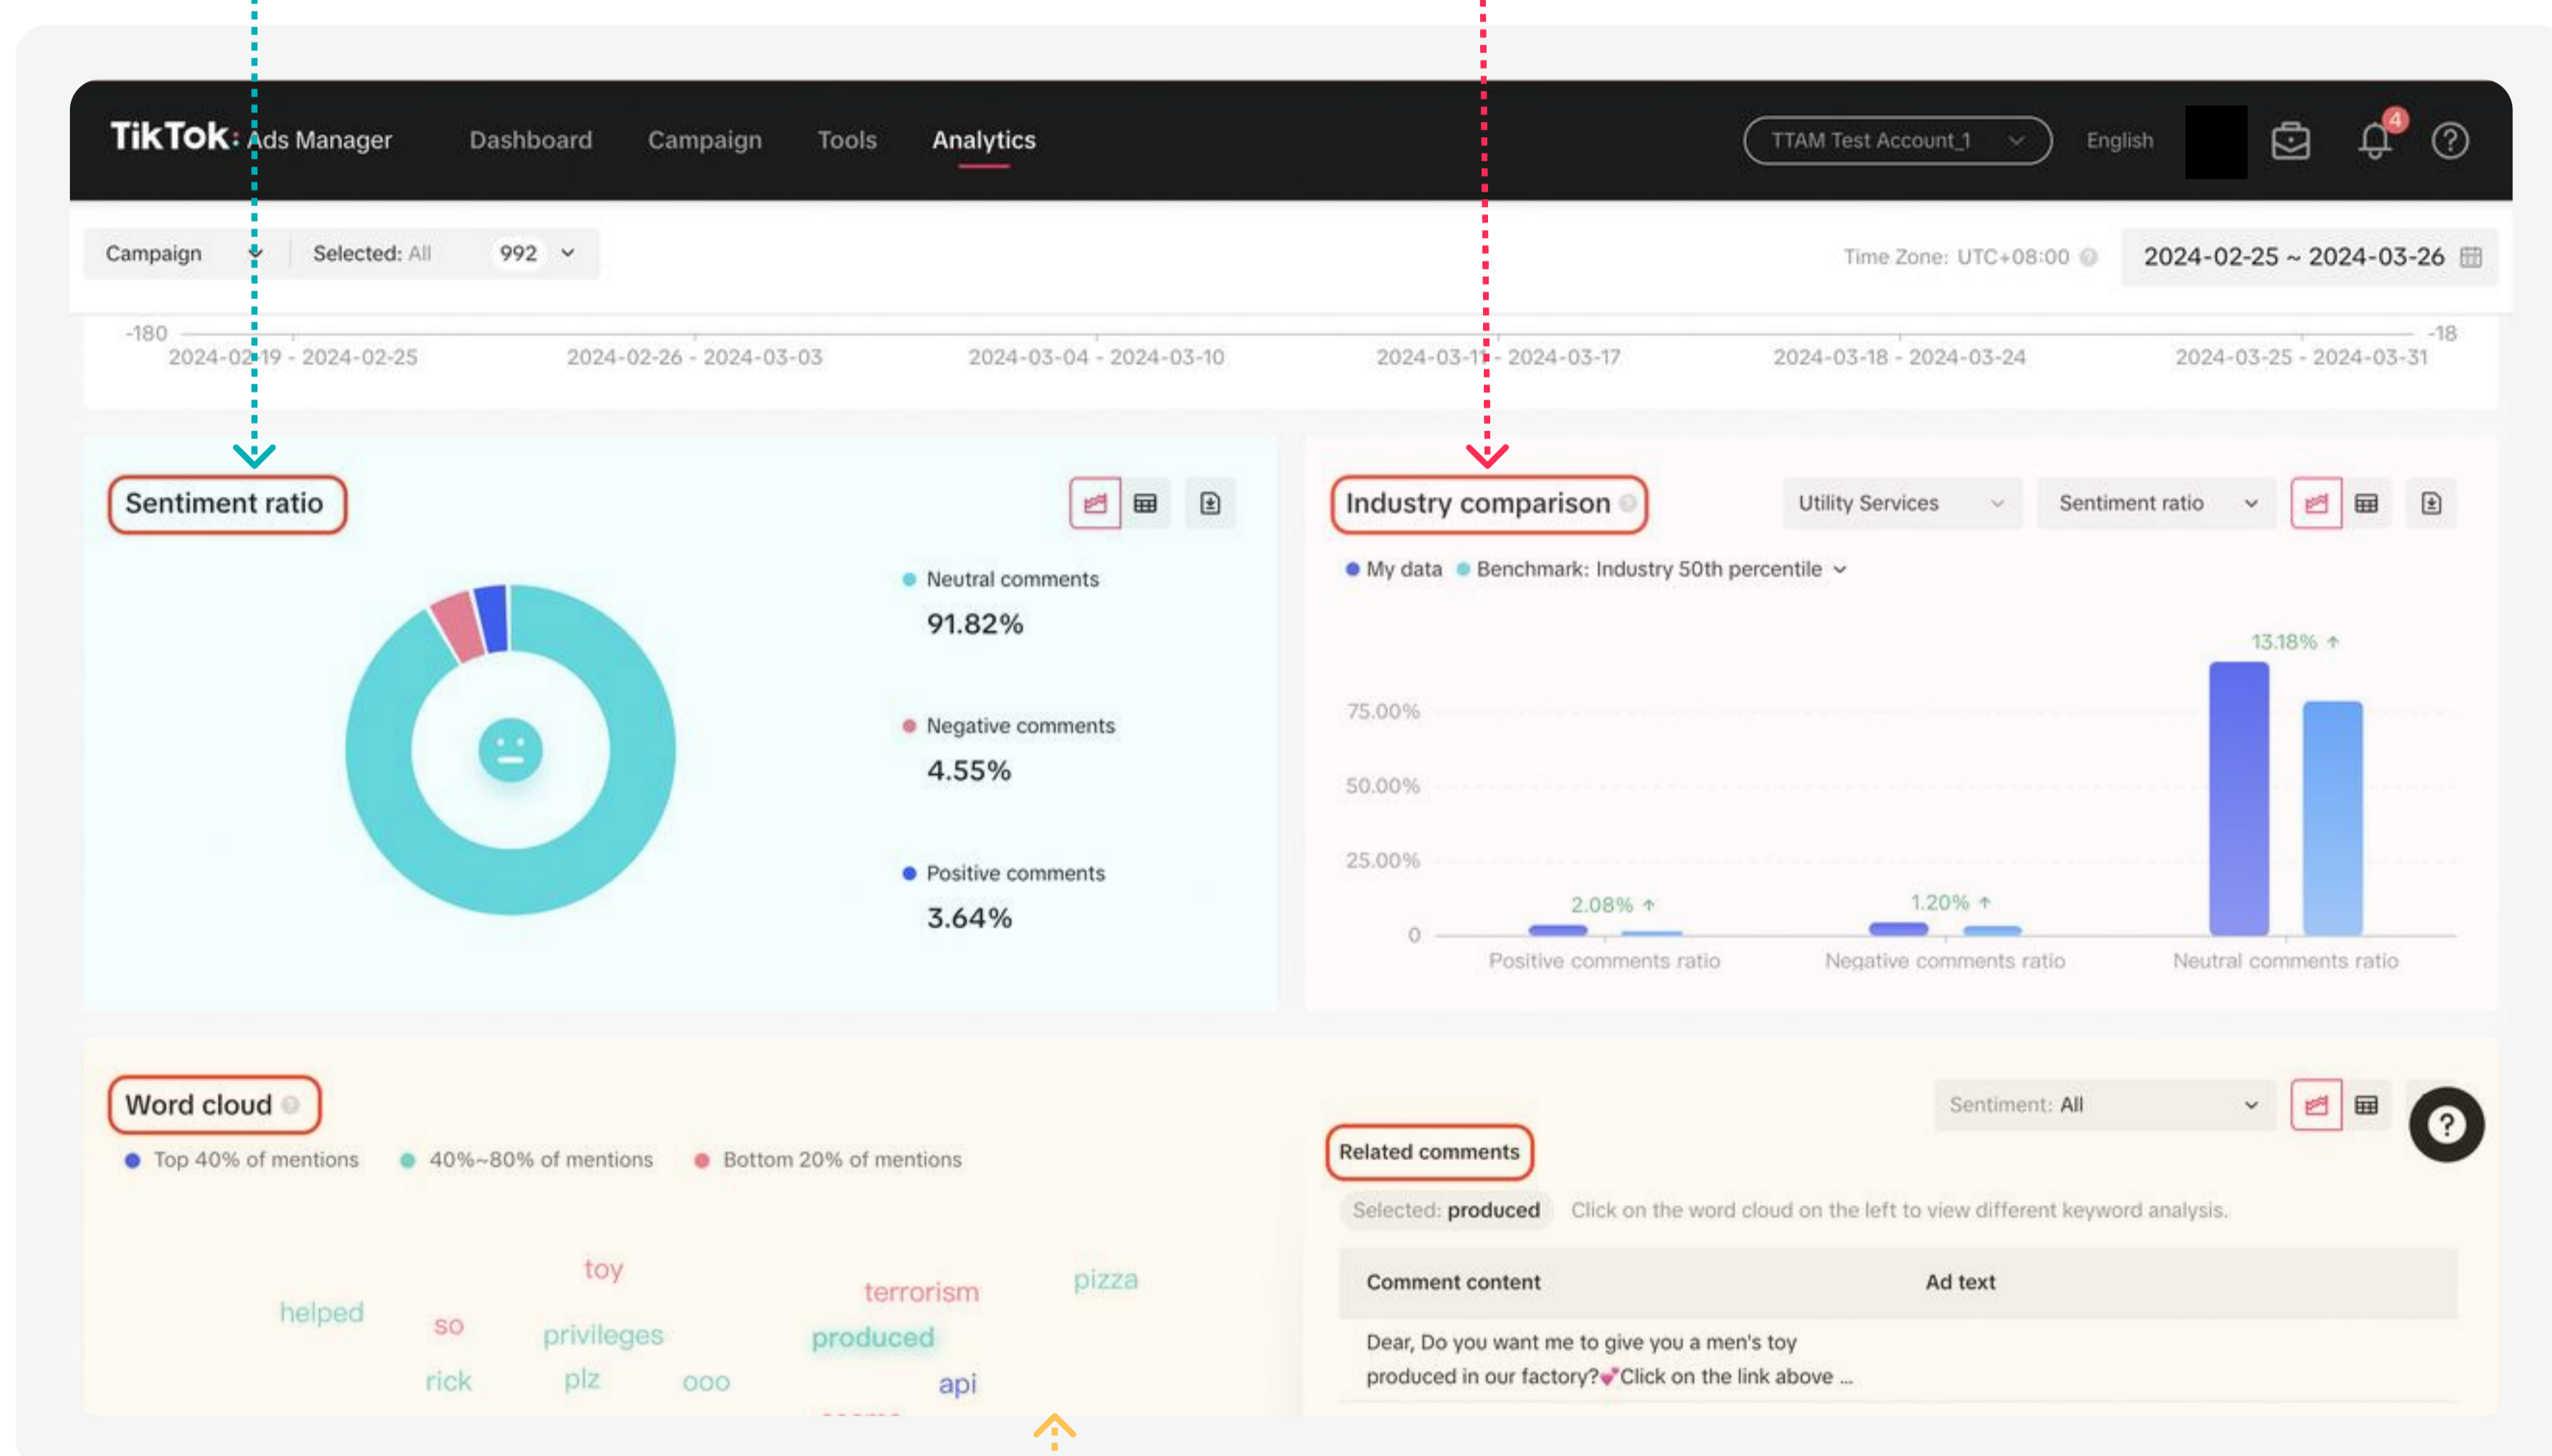 TikTok: Ads Manager Dashboard Campaign Tools Analytics TTAM Test Account_1 English 4
Campaign Selected: All 992 Time Zone: UTC+08:00 2024-02-25 ~ 2024-03-26
-180 -18
2024-02-19 - 2024-02-25 2024-02-26 - 2024-03-03 2024-03-04 - 2024-03-10 2024-03-11 - 2024-03-17 2024-03-18 - 2024-03-24 2024-03-25 - 2024-03-31
Sentiment ratio
Neutral comments
91.82%
Negative comments
4.55%
Positive comments
3.64%
Industry comparison Utility Services Sentiment ratio
My data Benchmark: Industry 50th percentile
13.18% ↑
75.00%
50.00%
25.00%
2.08% ↑ 1.20% ↑
0
Positive comments ratio Negative comments ratio Neutral comments ratio
Word cloud
Top 40% of mentions 40%~80% of mentions Bottom 20% of mentions
toy
terrorism
pizza
helped
so
privileges
produced
rick
plz
ooo
api
Sentiment: All
?
Related comments
Selected: produced Click on the word cloud on the left to view different keyword analysis.
Comment content Ad text
Dear, Do you want me to give you a men's toy
produced in our factory?💕Click on the link above ...